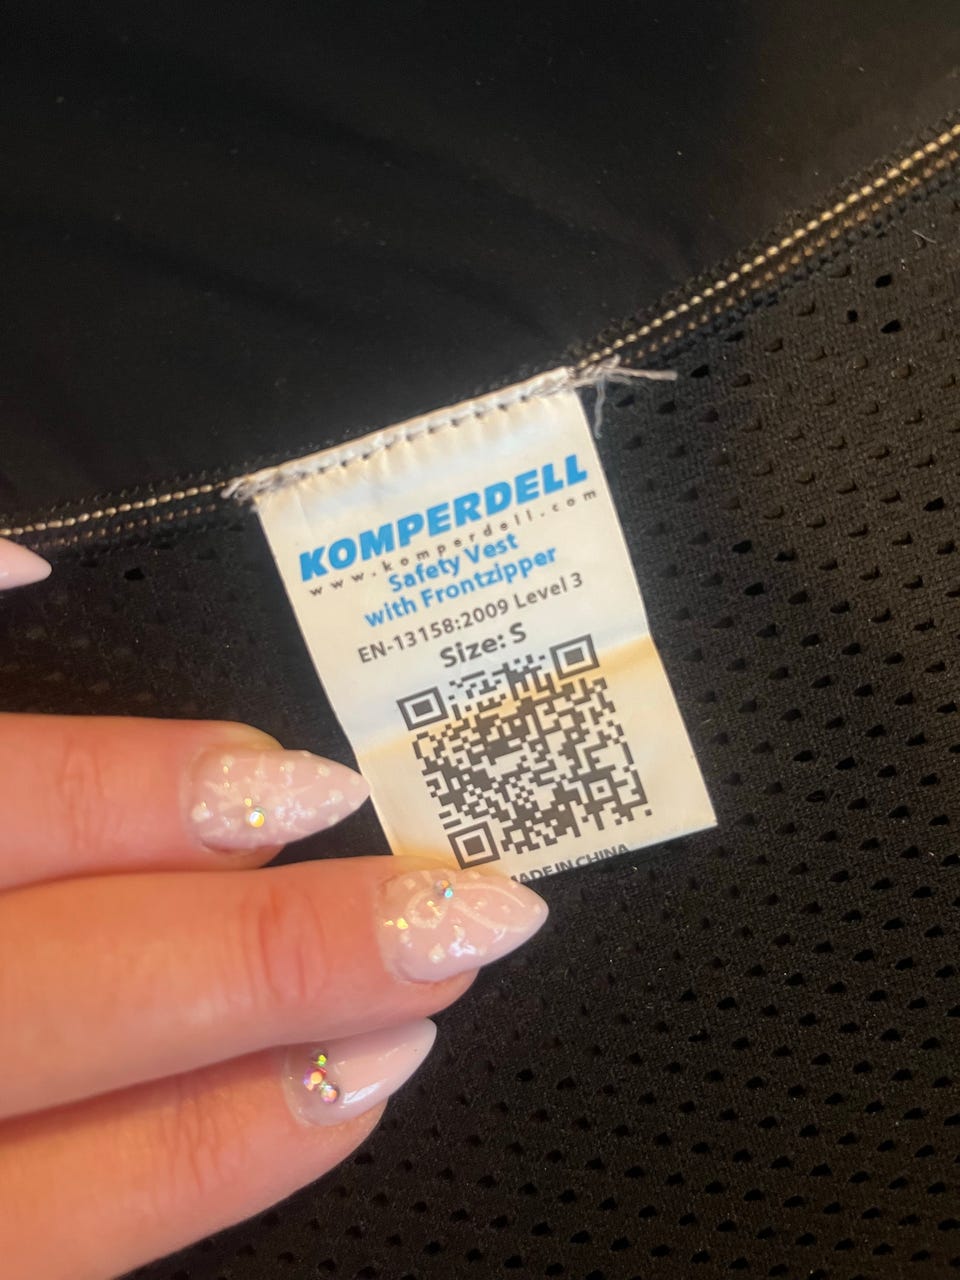 KOMPERDELL
www.komperdell.com
Safety Vest
with Frontzipper
EN-13158:2009 Level 3
Size: S
MADE IN CHINA